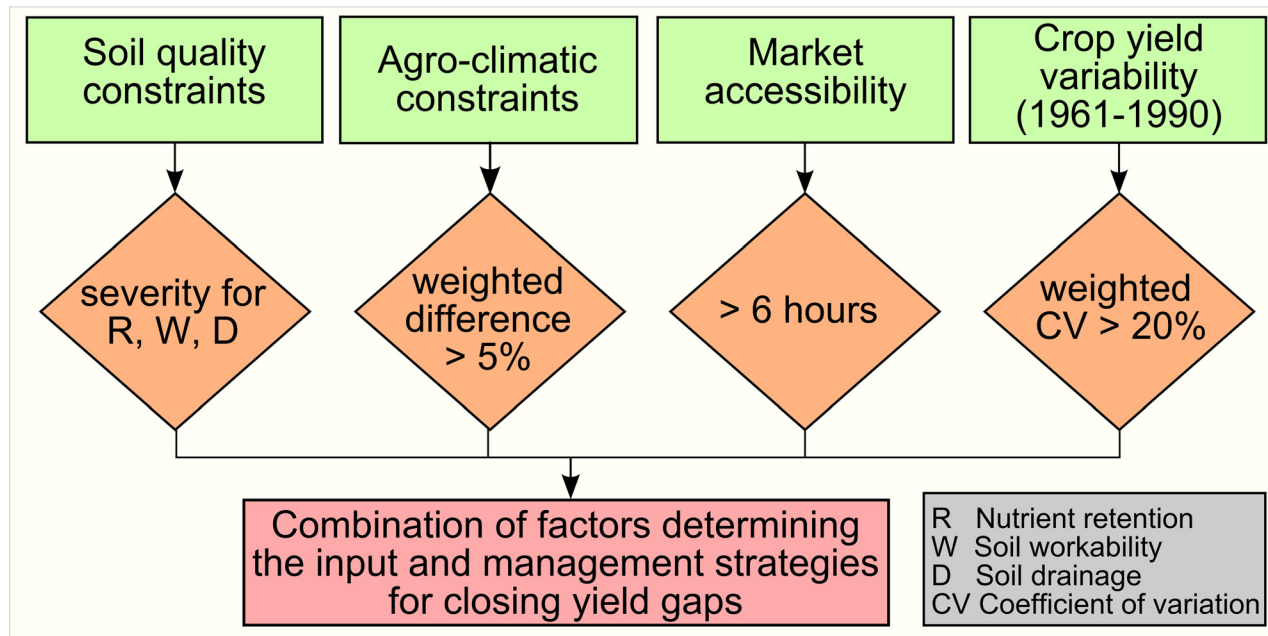 Soil quality
constraints
Agro-climatic
constraints
Market
accessibility
Crop yield
variability
(1961-1990)
severity for
R, W, D
weighted
difference
> 5%
> 6 hours
weighted
CV > 20%
Combination of factors determining
the input and management strategies
for closing yield gaps
R Nutrient retention
W Soil workability
D Soil drainage
CV Coefficient of variation